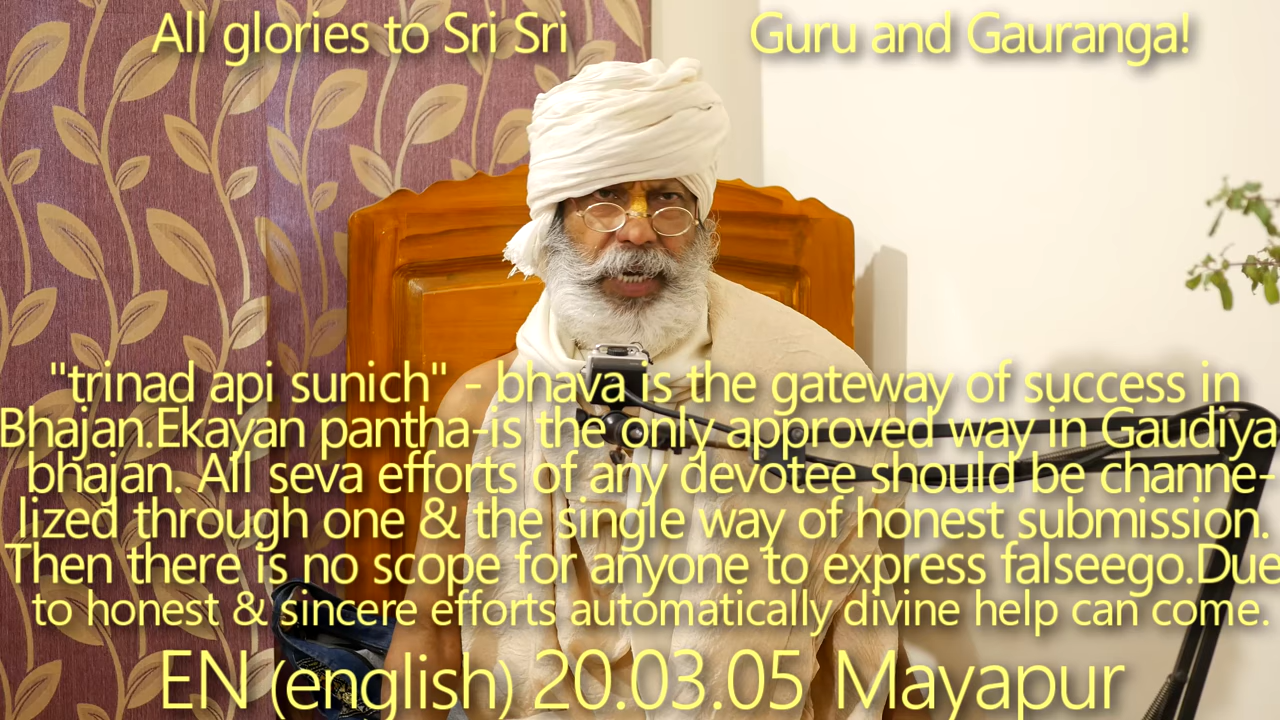 All glories to Sri Sri Guru and Gauranga!
"trinad api sunich" - bhava is the gateway of success in
Bhajan.Ekayan pantha-is the only approved way in Gaudiya
bhajan. All seva efforts of any devotee should be channe-
lized through one & the single way of honest submission.
Then there is no scope for anyone to express falseego.Due
to honest & sincere efforts automatically divine help can come.
EN (english) 20.03.05 Mayapur